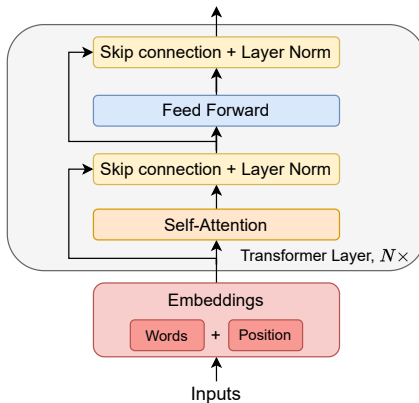 Skip connection + Layer Norm
Feed Forward
Skip connection + Layer Norm
Self-Attention
Transformer Layer, N×
Embeddings
Words + Position
Inputs